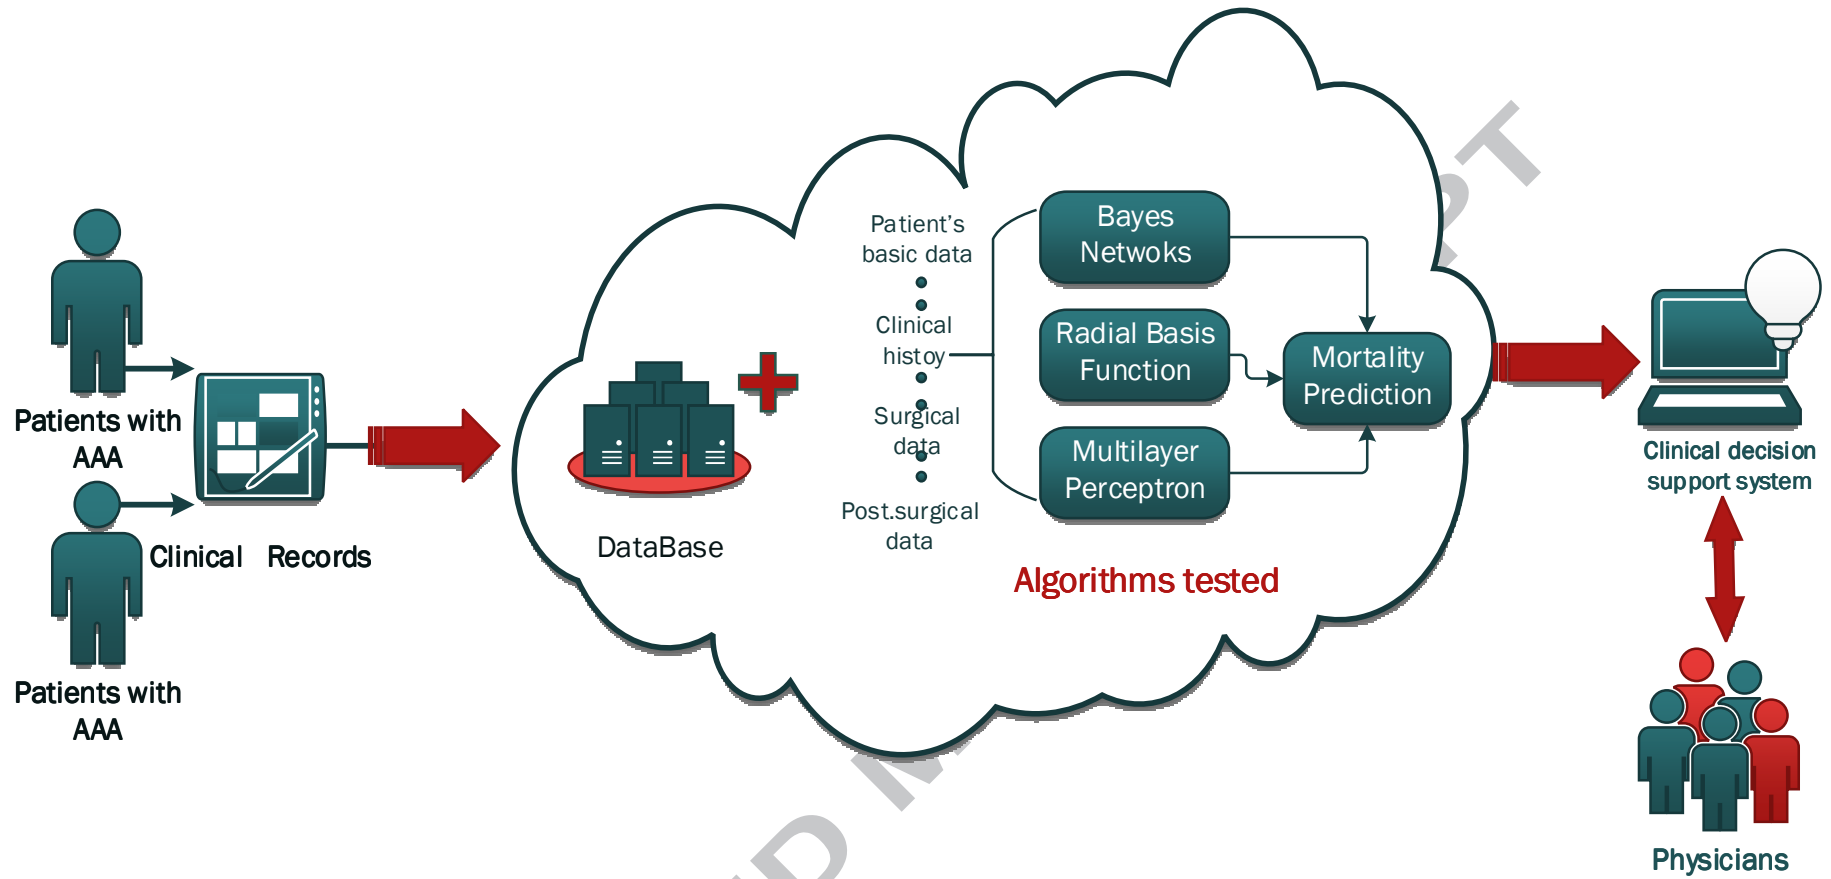 Patients with
AAA
Patients with
AAA
Clinical Records
DataBase
Patient's
basic data
Clinical
histoy
Surgical
data
Post.surgical
data
Bayes
Netwoks
Radial Basis
Function
Multilayer
Perceptron
Mortality
Prediction
Algorithms tested
Clinical decision
support system
Physicians